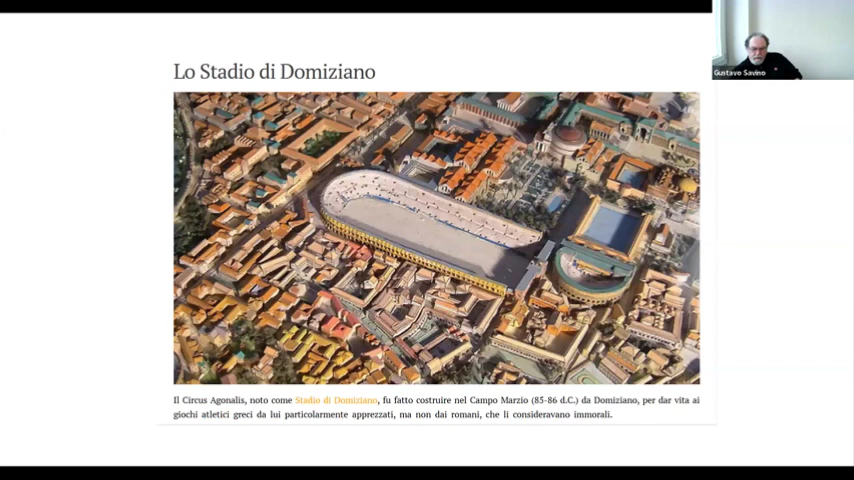 Gustavo Savino
Lo Stadio di Domiziano
Il Circus Agonalis, noto come Stadio di Domiziano, fu fatto costruire nel Campo Marzio (85-86 d.C.) da Domiziano, per dar vita ai
giochi atletici greci da lui particolarmente apprezzati, ma non dai romani, che li consideravano immorali.